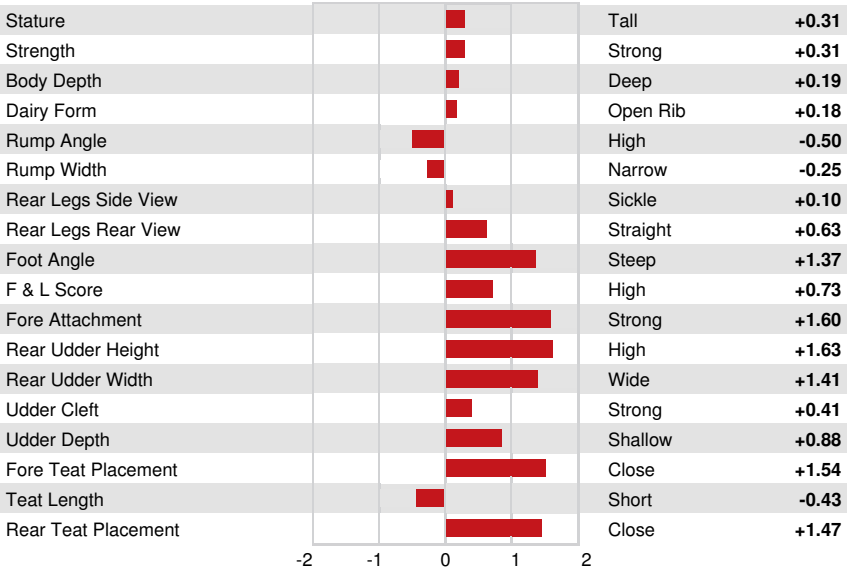 Stature Tall +0.31
Strength Strong +0.31
Body Depth Deep +0.19
Dairy Form Open Rib +0.18
Rump Angle High -0.50
Rump Width Narrow -0.25
Rear Legs Side View Sickle +0.10
Rear Legs Rear View Straight +0.63
Foot Angle Steep +1.37
F & L Score High +0.73
Fore Attachment Strong +1.60
Rear Udder Height High +1.63
Rear Udder Width Wide +1.41
Udder Cleft Strong +0.41
Udder Depth Shallow +0.88
Fore Teat Placement Close +1.54
Teat Length Short -0.43
Rear Teat Placement Close +1.47
-2 -1 0 1 2